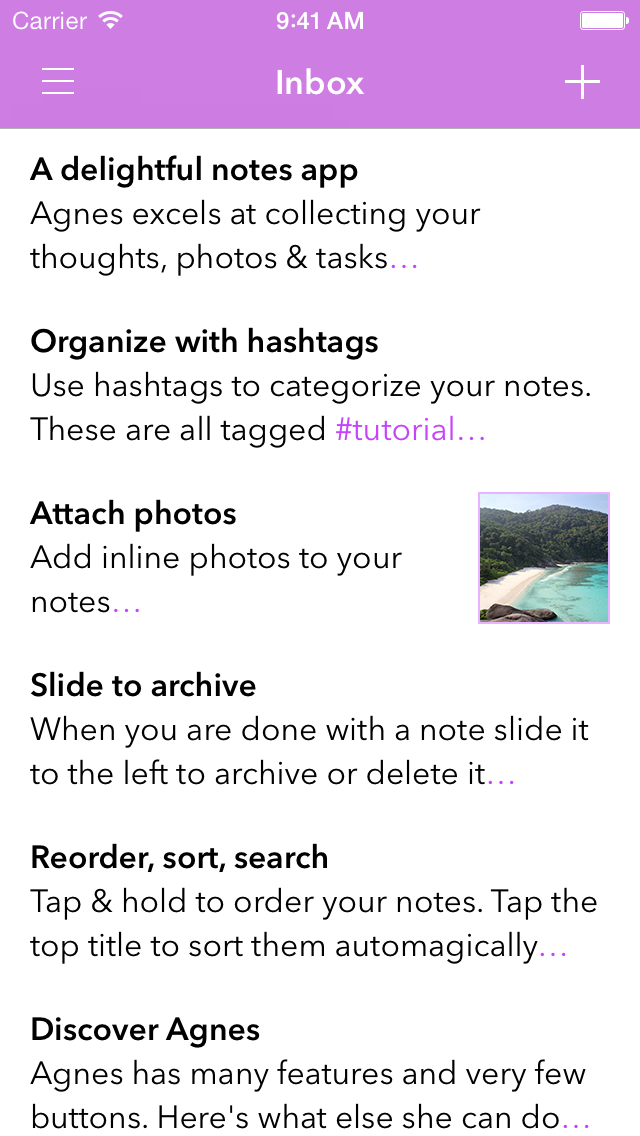 Carrier 9:41 AM
Inbox
A delightful notes app
Agnes excels at collecting your
thoughts, photos & tasks...
Organize with hashtags
Use hashtags to categorize your notes.
These are all tagged #tutorial...
Attach photos
Add inline photos to your
notes...
Slide to archive
When you are done with a note slide it
to the left to archive or delete it...
Reorder, sort, search
Tap & hold to order your notes. Tap the
top title to sort them automagically...
Discover Agnes
Agnes has many features and very few
buttons. Here's what else she can do...